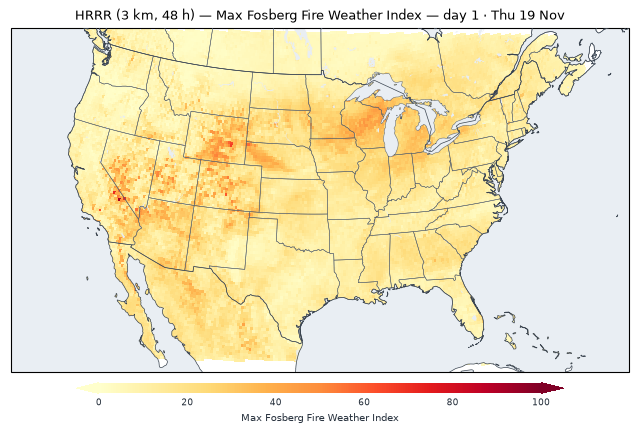 HRRR (3 km, 48 h) — Max Fosberg Fire Weather Index — day 1 · Thu 19 Nov
0 20 40 60 80 100
Max Fosberg Fire Weather Index